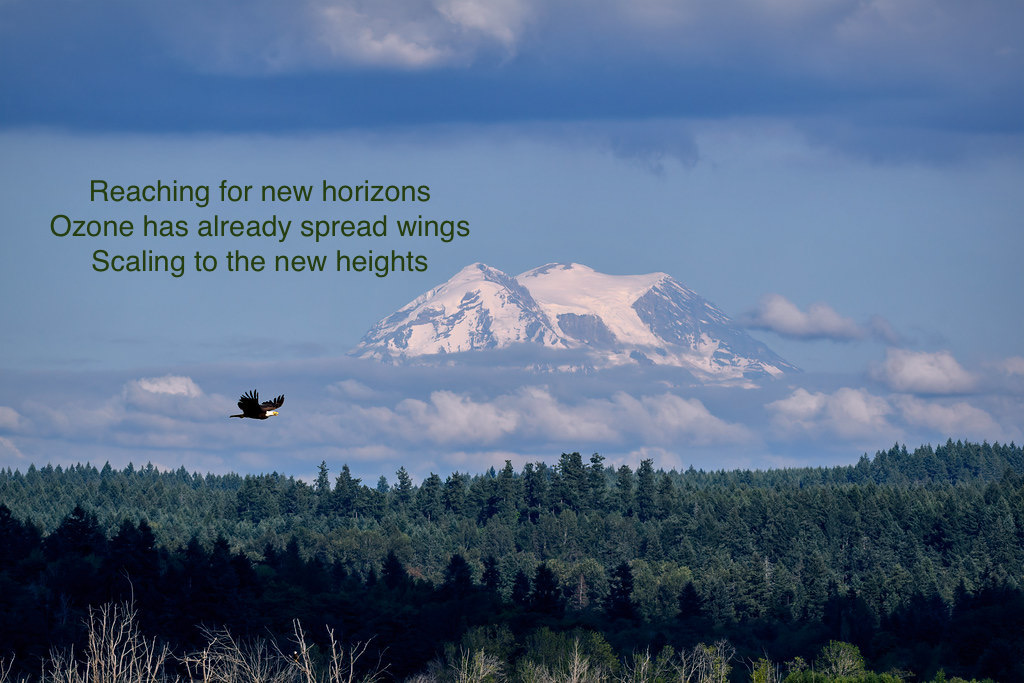 Reaching for new horizons
Ozone has already spread wings
Scaling to the new heights